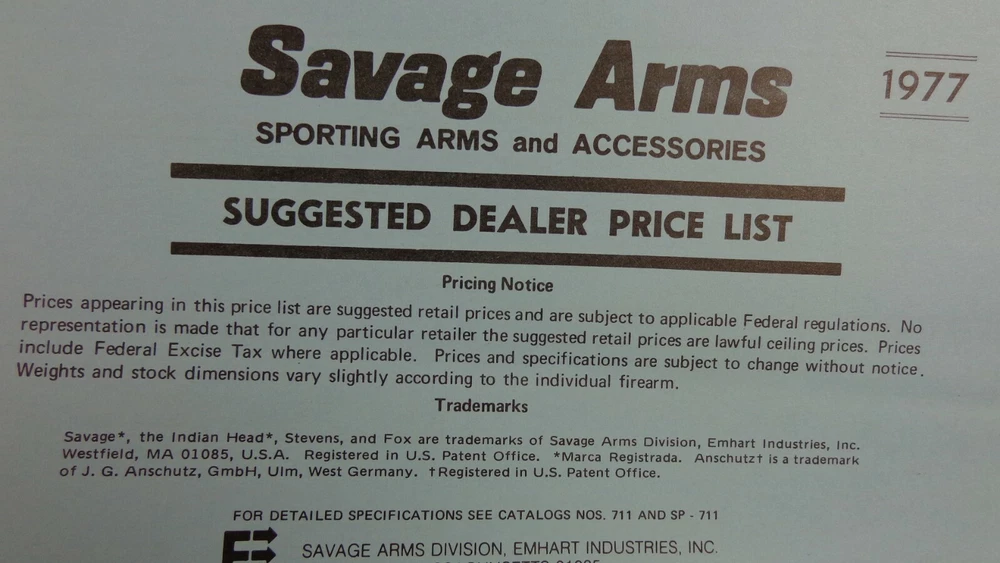 Savage Arms
1977
SPORTING ARMS and ACCESSORIES
SUGGESTED DEALER PRICE LIST
Pricing Notice
Prices appearing in this price list are suggested retail prices and are subject to applicable Federal regulations. No
representation is made that for any particular retailer the suggested retail prices are lawful ceiling prices. Prices
include Federal Excise Tax where applicable. Prices and specifications are subject to change without notice.
Weights and stock dimensions vary slightly according to the individual firearm.
Trademarks
Savage*, the Indian Head*, Stevens, and Fox are trademarks of Savage Arms Division, Emhart Industries, Inc.
Westfield, MA 01085, U.S.A. Registered in U.S. Patent Office. *Marca Registrada. Anschutz† is a trademark
of J. G. Anschutz, GmbH, Ulm, West Germany. †Registered in U.S. Patent Office.
FOR DETAILED SPECIFICATIONS SEE CATALOGS NOS. 711 AND SP - 711
SAVAGE ARMS DIVISION, EMHART INDUSTRIES, INC.